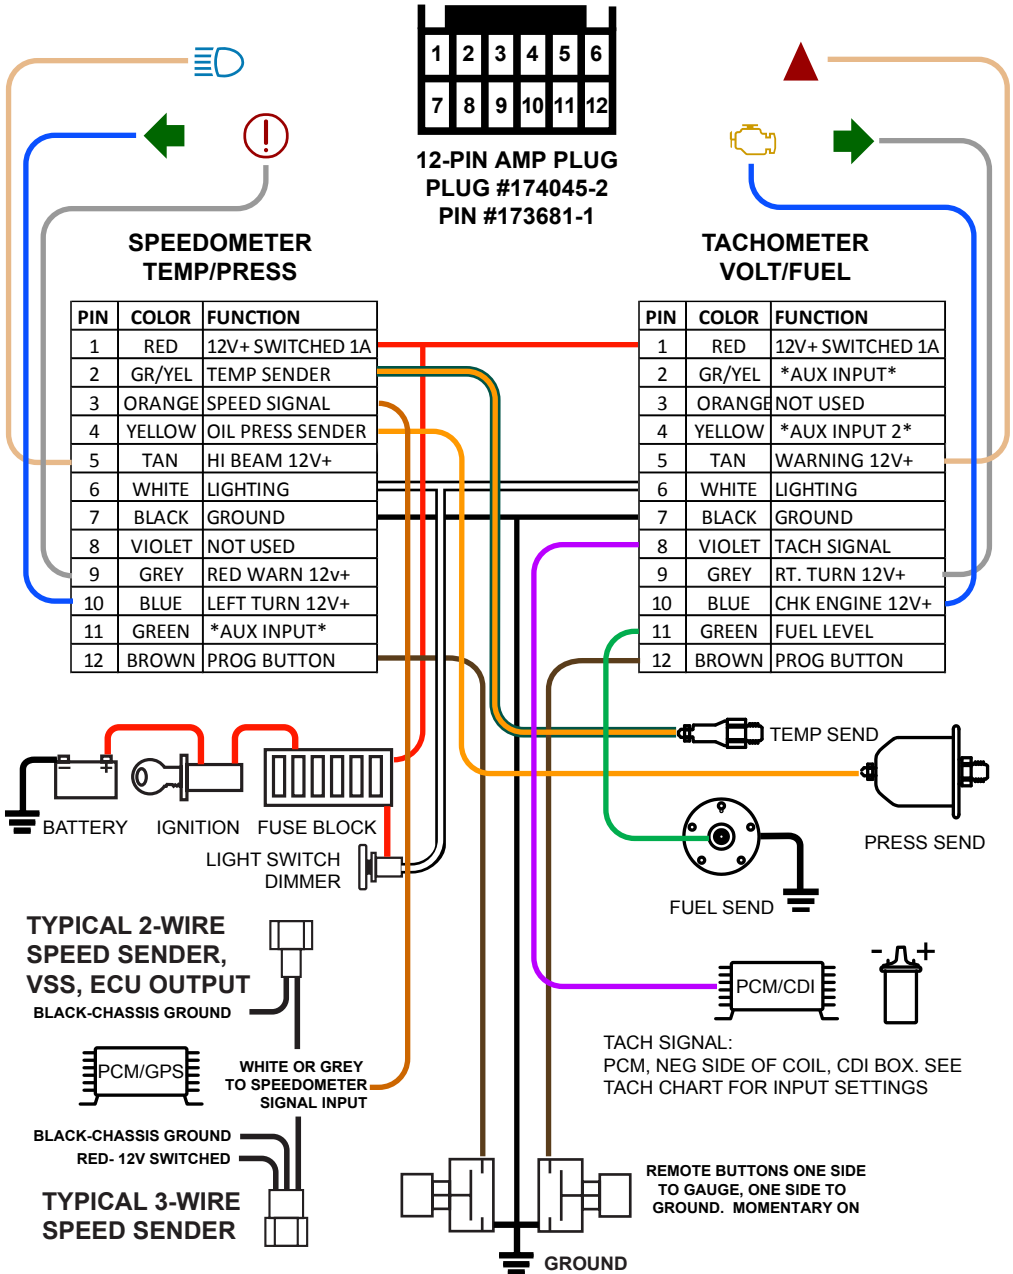 1 2 3 4 5 6
7 8 9 10 11 12
12-PIN AMP PLUG
PLUG #174045-2
PIN #173681-1
SPEEDOMETER
TEMP/PRESS
PIN COLOR FUNCTION
1 RED 12V+ SWITCHED 1A
2 GR/YEL TEMP SENDER
3 ORANGE SPEED SIGNAL
4 YELLOW OIL PRESS SENDER
5 TAN HI BEAM 12V+
6 WHITE LIGHTING
7 BLACK GROUND
8 VIOLET NOT USED
9 GREY RED WARN 12v+
10 BLUE LEFT TURN 12V+
11 GREEN *AUX INPUT*
12 BROWN PROG BUTTON
TACHOMETER
VOLT/FUEL
PIN COLOR FUNCTION
1 RED 12V+ SWITCHED 1A
2 GR/YEL *AUX INPUT*
3 ORANGE NOT USED
4 YELLOW *AUX INPUT 2*
5 TAN WARNING 12V+
6 WHITE LIGHTING
7 BLACK GROUND
8 VIOLET TACH SIGNAL
9 GREY RT. TURN 12V+
10 BLUE CHK ENGINE 12V+
11 GREEN FUEL LEVEL
12 BROWN PROG BUTTON
TEMP SEND
- +
BATTERY
IGNITION
FUSE BLOCK
PRESS SEND
LIGHT SWITCH
DIMMER
FUEL SEND
TYPICAL 2-WIRE
SPEED SENDER,
VSS, ECU OUTPUT
BLACK-CHASSIS GROUND
- +
PCM/CDI
TACH SIGNAL:
PCM, NEG SIDE OF COIL, CDI BOX. SEE
TACH CHART FOR INPUT SETTINGS
PCM/GPS
WHITE OR GREY
TO SPEEDOMETER
SIGNAL INPUT
BLACK-CHASSIS GROUND
RED- 12V SWITCHED
TYPICAL 3-WIRE
SPEED SENDER
REMOTE BUTTONS ONE SIDE
TO GAUGE, ONE SIDE TO
GROUND. MOMENTARY ON
GROUND